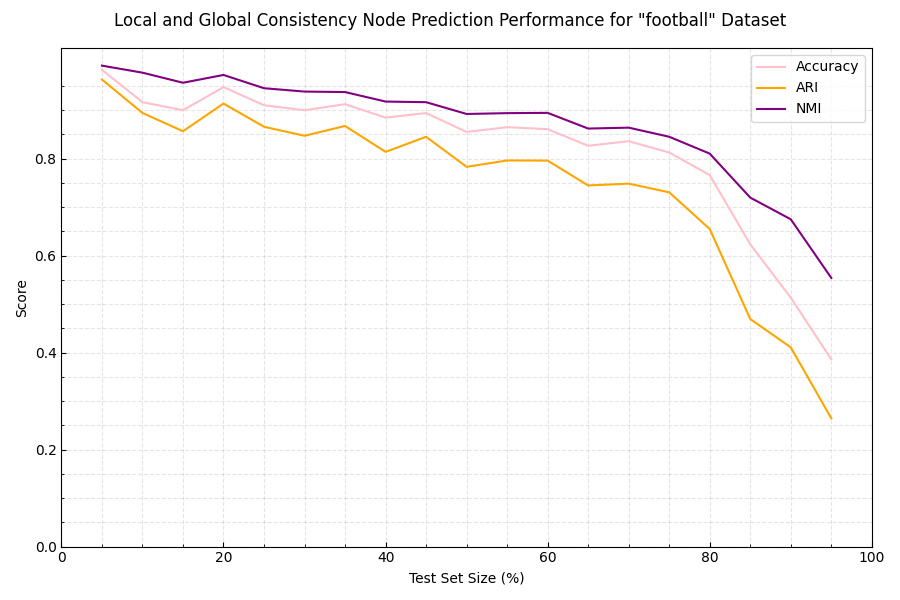 Local and Global Consistency Node Prediction Performance for "football" Dataset
Accuracy
ARI
NMI
Score
0.8
0.6
0.4
0.2
0.0
0 20 40 60 80 100
Test Set Size (%)